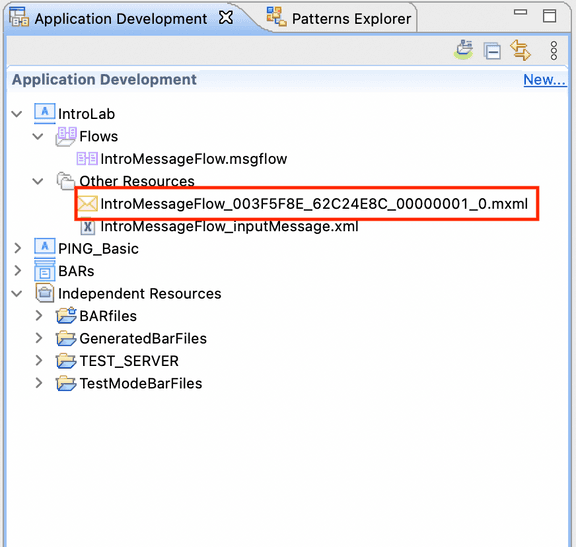 Application Development Patterns Explorer
Application Development New...
A IntroLab
Flows
IntroMessageFlow.msgflow
Other Resources
IntroMessageFlow_003F5F8E_62C24E8C_00000001_0.mxml
X IntroMessageFlow_inputMessage.xml
A PING_Basic
BARs
Independent Resources
BARfiles
GeneratedBarFiles
TEST_SERVER
TestModeBarFiles